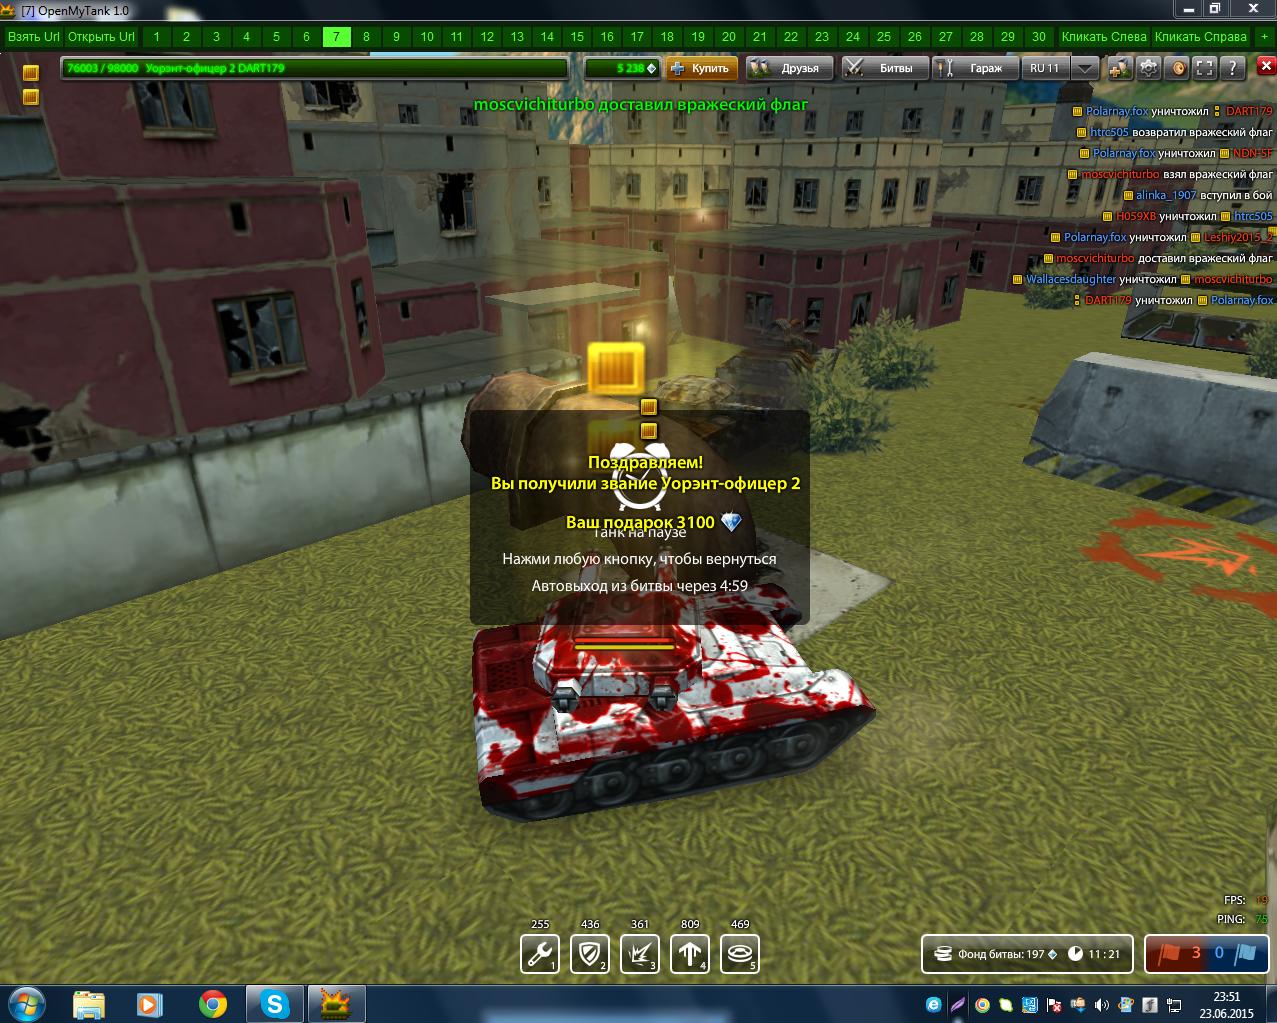 [7] OpenMyTank 1.0
Взять Url Открыть Url 1 2 3 4 5 6 7 8 9 10 11 12 13 14 15 16 17 18 19 20 21 22 23 24 25 26 27 28 29 30 Кликать Слева Кликать Справа +
76003 / 98000 Уорэнт-офицер 2 DART179 5 238 Купить Друзья Битвы Гараж RU 11 ?
moscvichiturbo доставил вражеский флаг
Polarnay.fox уничтожил DART179
htrc505 возвратил вражеский флаг
Polarnay.fox уничтожил NDN-SF
moscvichiturbo взял вражеский флаг
alinka_1907 вступил в бой
H059XB уничтожил htrc505
Polarnay.fox уничтожил Leshiy2015_2
moscvichiturbo доставил вражеский флаг
Wallacesdaughter уничтожил moscvichiturbo
DART179 уничтожил Polarnay.fox
Поздравляем!
Вы получили звание Уорэнт-офицер 2
Ваш подарок 3100
Танк на паузе
Нажми любую кнопку, чтобы вернуться
Автовыход из битвы через 4:59
FPS: 19
PING: 75
255 436 361 809 469
1 2 3 4 5
Фонд битвы: 197 11 : 21 3 0
23:51
23.06.2015